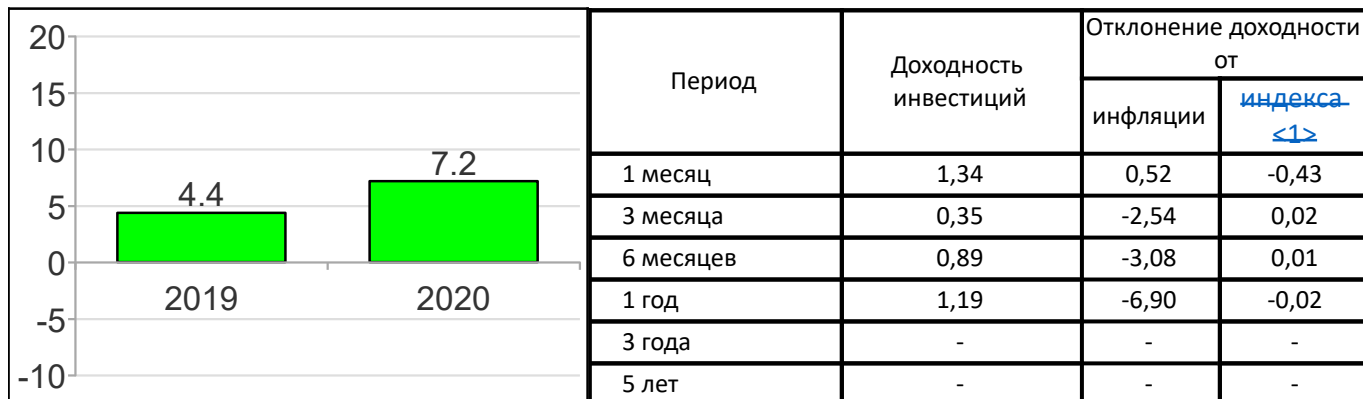 20
15
10
5
0
-5
-10
4.4
7.2
2019
2020
Период
Доходность
инвестиций
Отклонение доходности
от
инфляции
индекса
<1>
1 месяц 1,34 0,52 -0,43
3 месяца 0,35 -2,54 0,02
6 месяцев 0,89 -3,08 0,01
1 год 1,19 -6,90 -0,02
3 года - - -
5 лет - - -